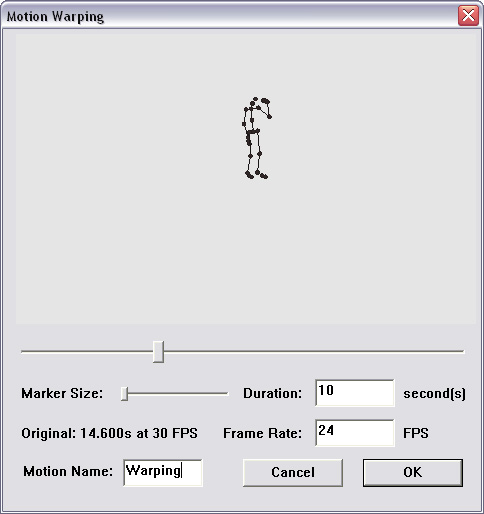 Motion Warping
Marker Size: Duration: 10 second(s)
Original: 14.600s at 30 FPS Frame Rate: 24 FPS
Motion Name: Warping Cancel OK